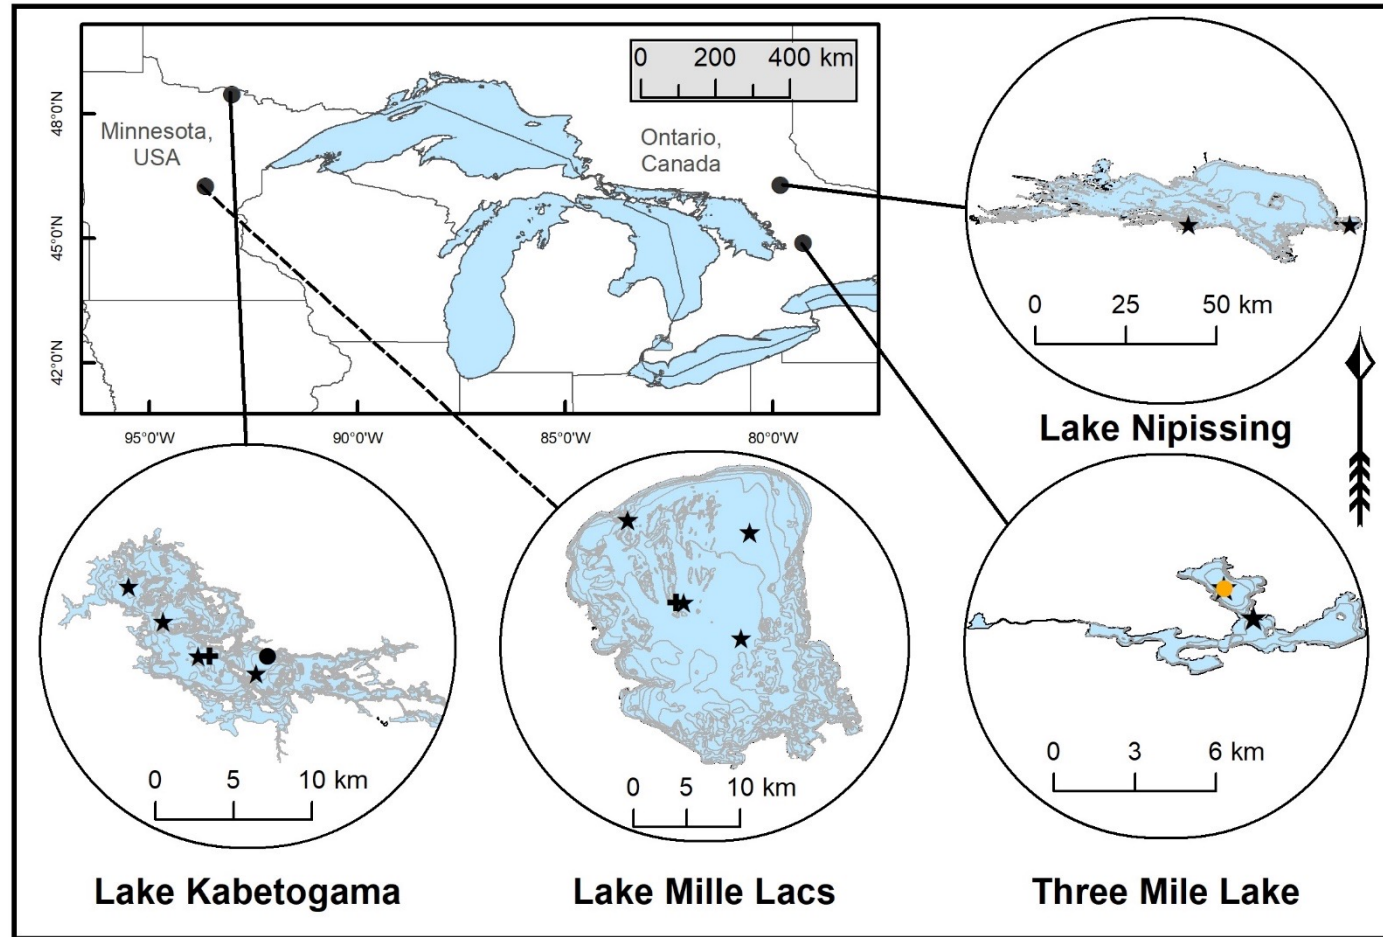 0 200 400 km
48°0'N
Minnesota,
USA
Ontario,
Canada
45°0'N
42°0'N
95°0'W 90°0'W 85°0'W 80°0'W
0 25 50 km
Lake Nipissing
0 5 10 km
Lake Kabetogama
0 5 10 km
Lake Mille Lacs
0 3 6 km
Three Mile Lake